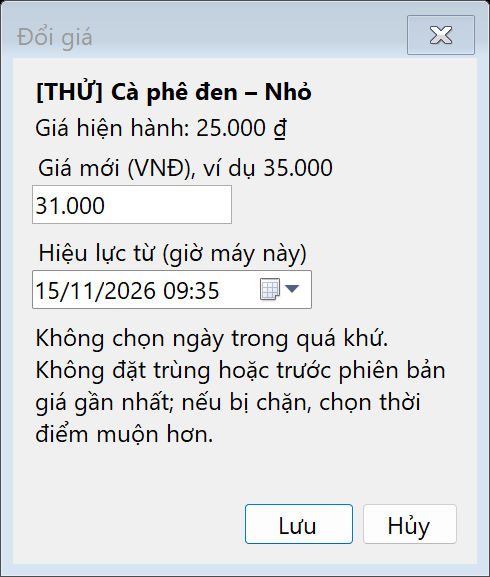 Đổi giá
[THỬ] Cà phê đen – Nhỏ
Giá hiện hành: 25.000 ₫
Giá mới (VNĐ), ví dụ 35.000
31.000
Hiệu lực từ (giờ máy này)
15/11/2026 09:35
Không chọn ngày trong quá khứ.
Không đặt trùng hoặc trước phiên bản
giá gần nhất; nếu bị chặn, chọn thời
điểm muộn hơn.
Lưu
Hủy